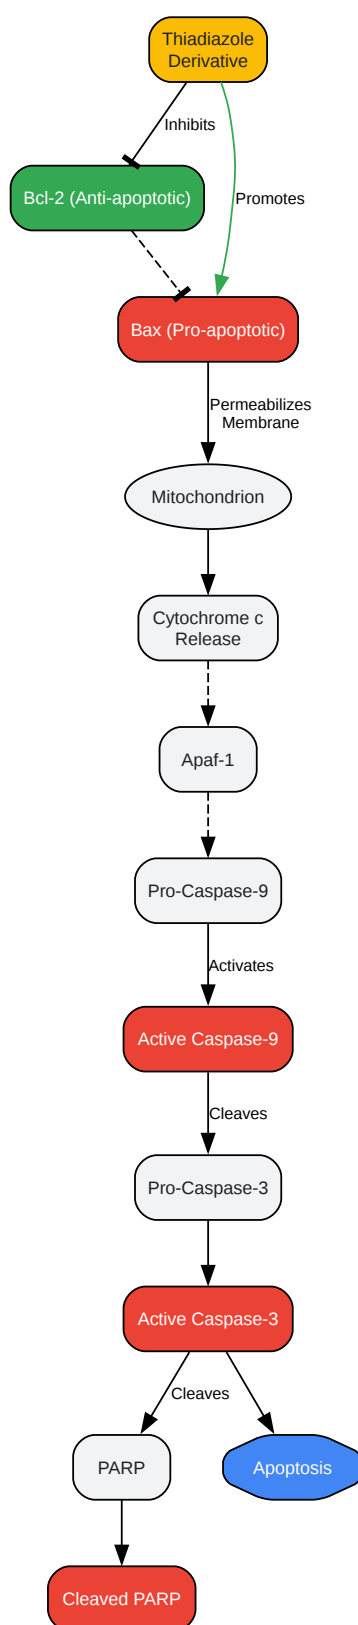 Thiadiazole
Derivative
Inhibits
Bcl-2 (Anti-apoptotic)
Promotes
Bax (Pro-apoptotic)
Permeabilizes
Membrane
Mitochondrion
Cytochrome c
Release
Apaf-1
Pro-Caspase-9
Activates
Active Caspase-9
Cleaves
Pro-Caspase-3
Active Caspase-3
Cleaves
PARP
Apoptosis
Cleaved PARP